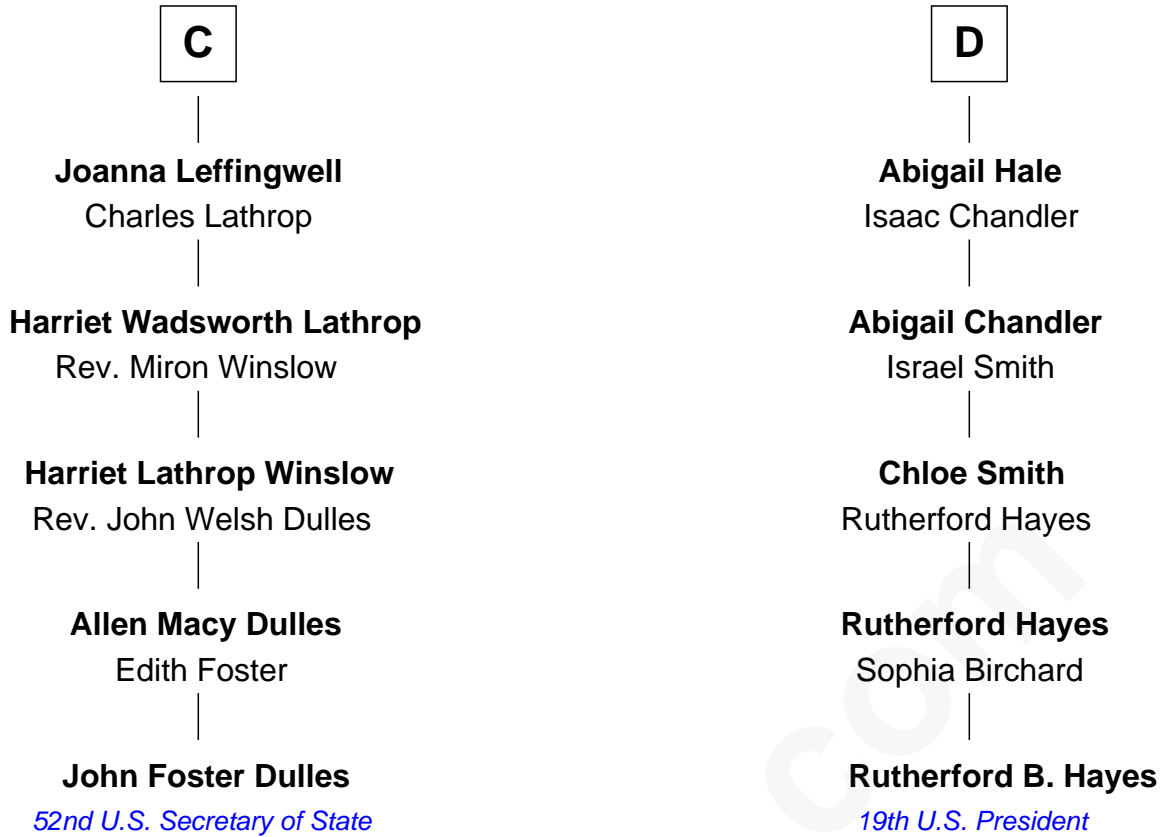 C
Joanna Leffingwell
Charles Lathrop
Harriet Wadsworth Lathrop
Rev. Miron Winslow
Harriet Lathrop Winslow
Rev. John Welsh Dulles
Allen Macy Dulles
Edith Foster
John Foster Dulles
52nd U.S. Secretary of State
D
Abigail Hale
Isaac Chandler
Abigail Chandler
Israel Smith
Chloe Smith
Rutherford Hayes
Rutherford Hayes
Sophia Birchard
Rutherford B. Hayes
19th U.S. President
com